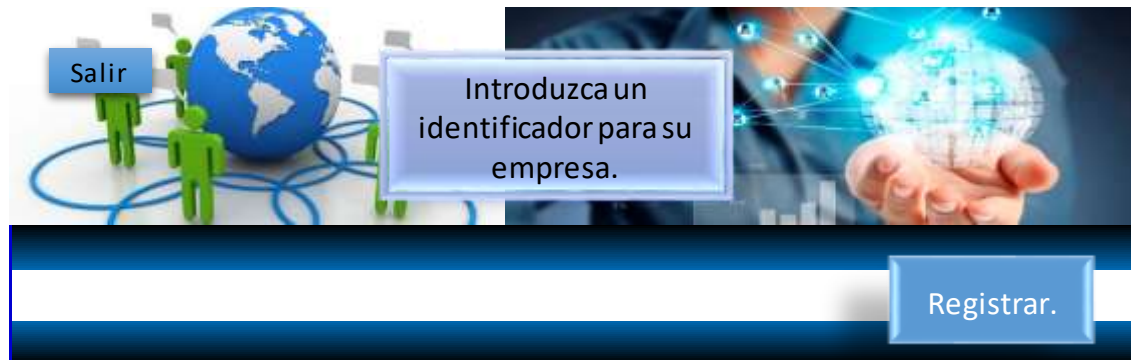 Salir
Introduzca un
identificador para su
empresa.
Registrar.